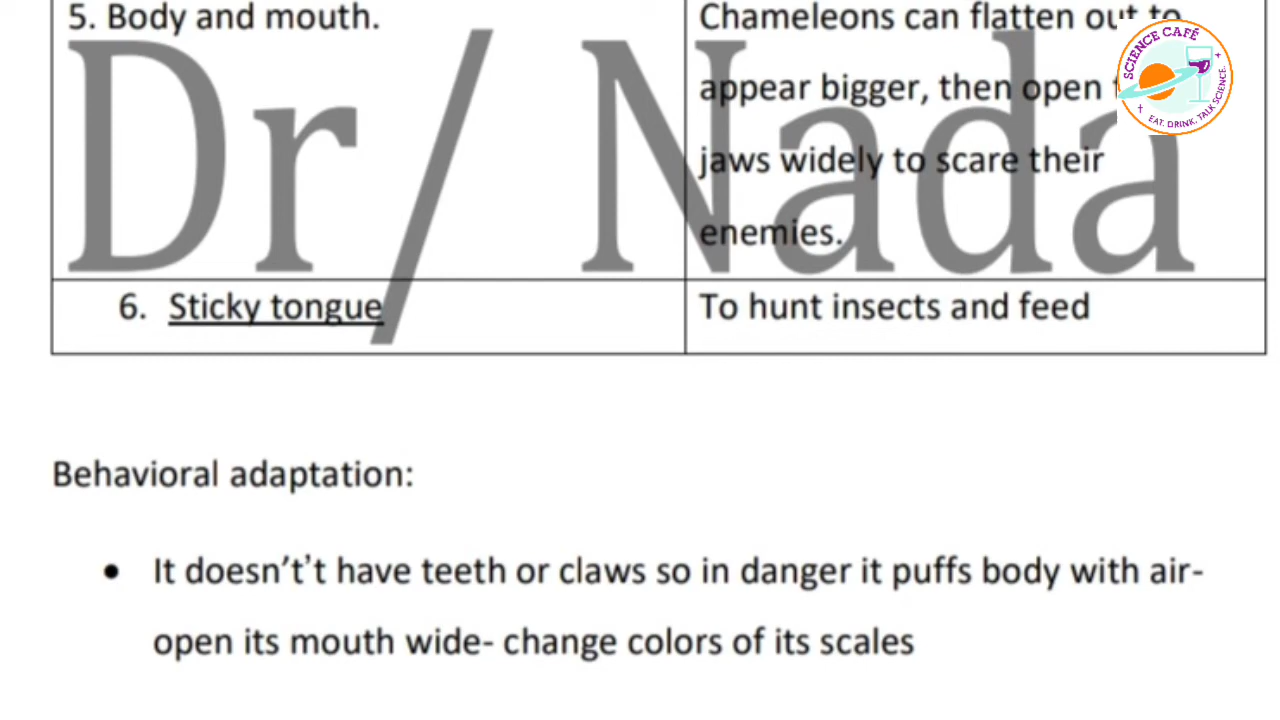 5. Body and mouth.
Chameleons can flatten out to
appear bigger, then open
jaws widely to scare their
enemies.
6. Sticky tongue
To hunt insects and feed
Dr/ Nada
SCIENCE CAFÉ
EAT. DRINK. TALK SCIENCE.
Behavioral adaptation:
• It doesn't't have teeth or claws so in danger it puffs body with air-
open its mouth wide- change colors of its scales